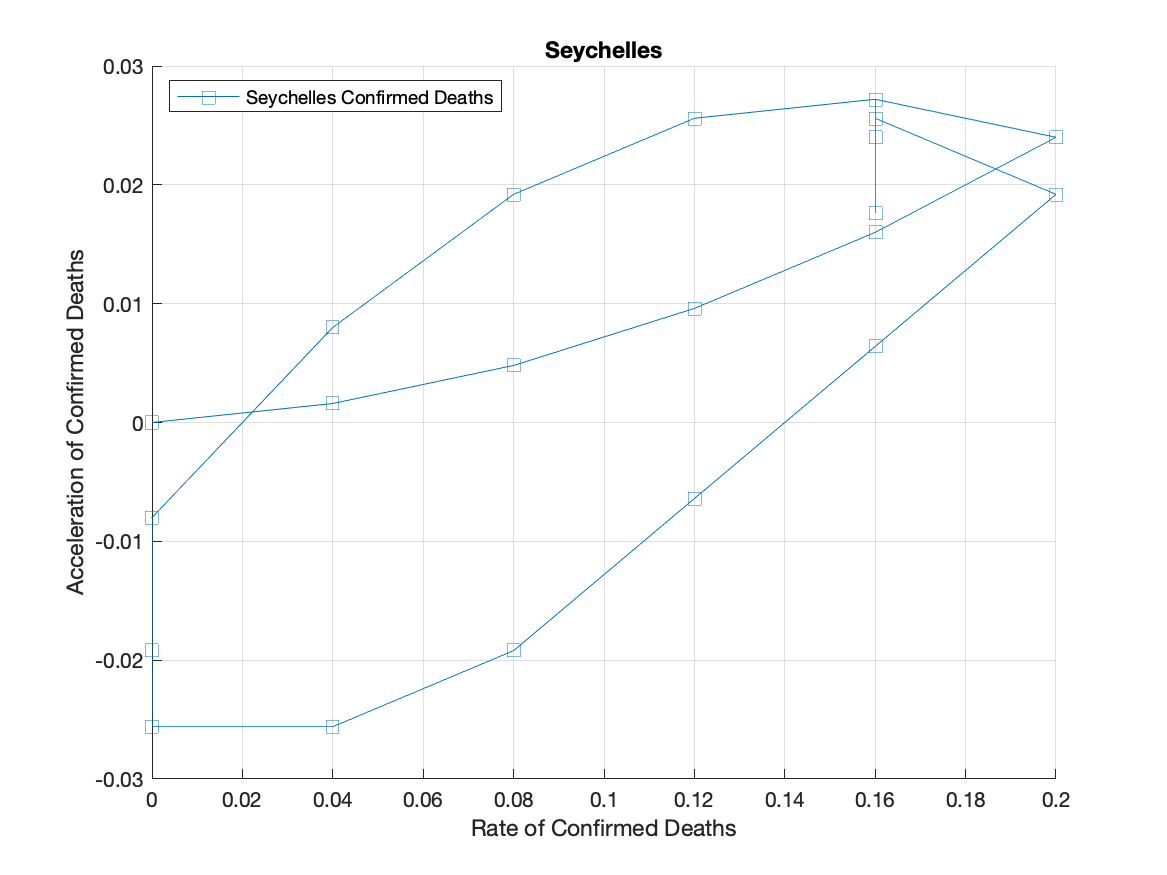 Seychelles
Seychelles Confirmed Deaths
0.03
0.02
0.01
0
-0.01
-0.02
-0.03
Acceleration of Confirmed Deaths
0 0.02 0.04 0.06 0.08 0.1 0.12 0.14 0.16 0.18 0.2
Rate of Confirmed Deaths